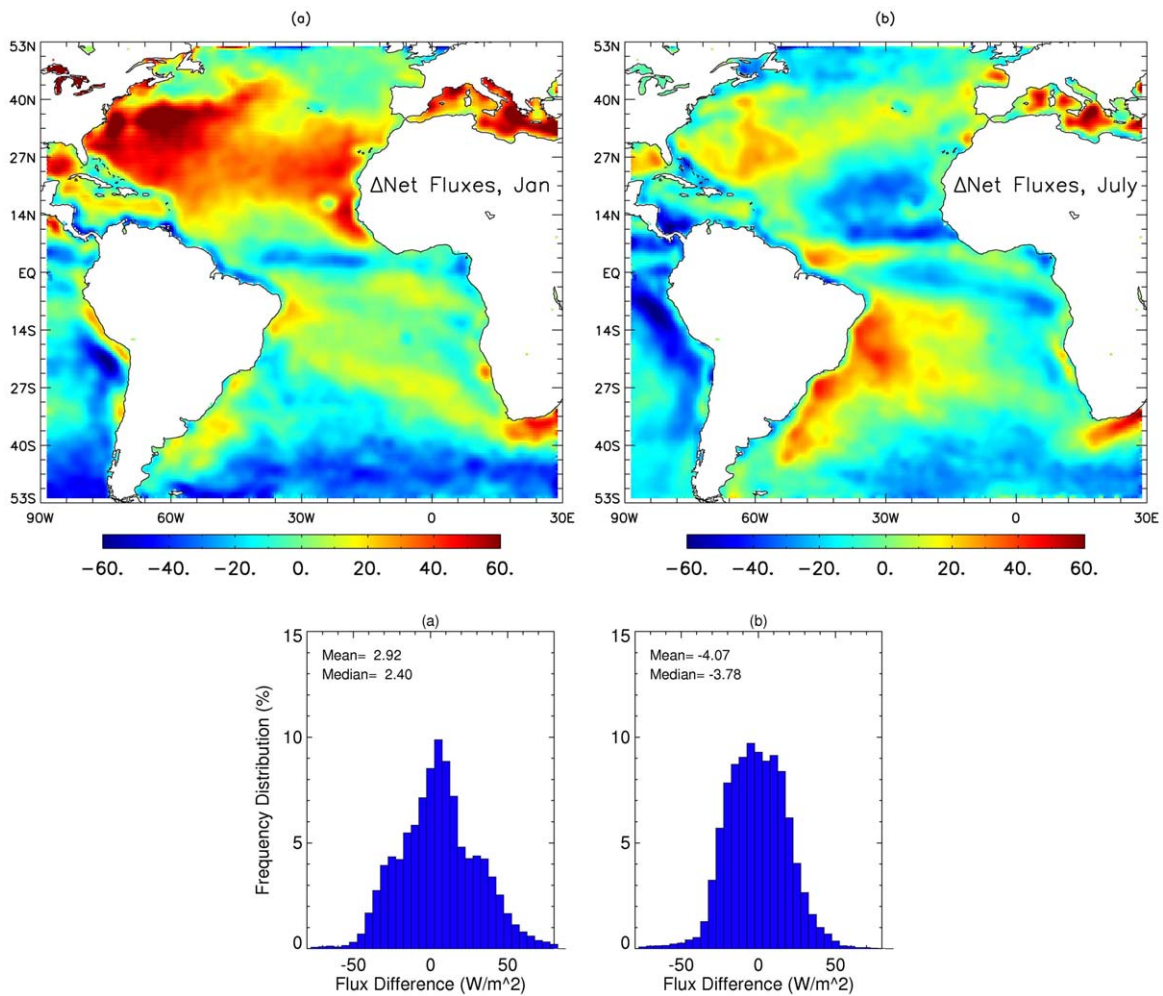 (a)
(b)
53N
40N
27N
14N
EQ
14S
27S
40S
53S
90W 60W 30W 0 30E
ΔNet Fluxes, Jan
53N
40N
27N
14N
EQ
14S
27S
40S
53S
90W 60W 30W 0 30E
ΔNet Fluxes, July
−60. −40. −20. 0. 20. 40. 60.
−60. −40. −20. 0. 20. 40. 60.
(a)
Mean= 2.92
Median= 2.40
15
10
5
0
Frequency Distribution (%)
-50 0 50
Flux Difference (W/m^2)
(b)
Mean= -4.07
Median= -3.78
15
10
5
0
-50 0 50
Flux Difference (W/m^2)